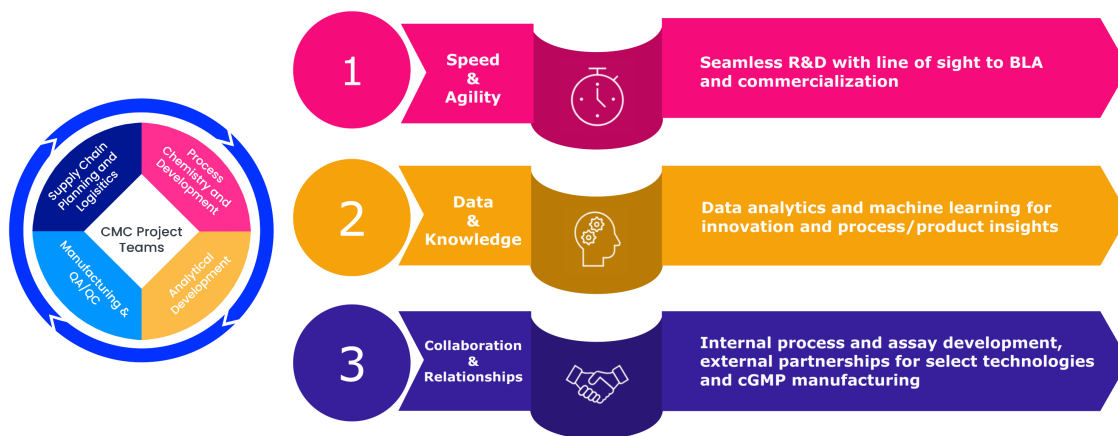 Supply Chain
Planning and
Logisitics
Process
Chemistry and
Development
CMC Project
Teams
Manufacturing &
QA/QC
Analytical
Development
1
Speed
&
Agility
Seamless R&D with line of sight to BLA
and commercialization
2
Data
&
Knowledge
Data analytics and machine learning for
innovation and process/product insights
3
Collaboration
&
Relationships
Internal process and assay development,
external partnerships for select technologies
and cGMP manufacturing